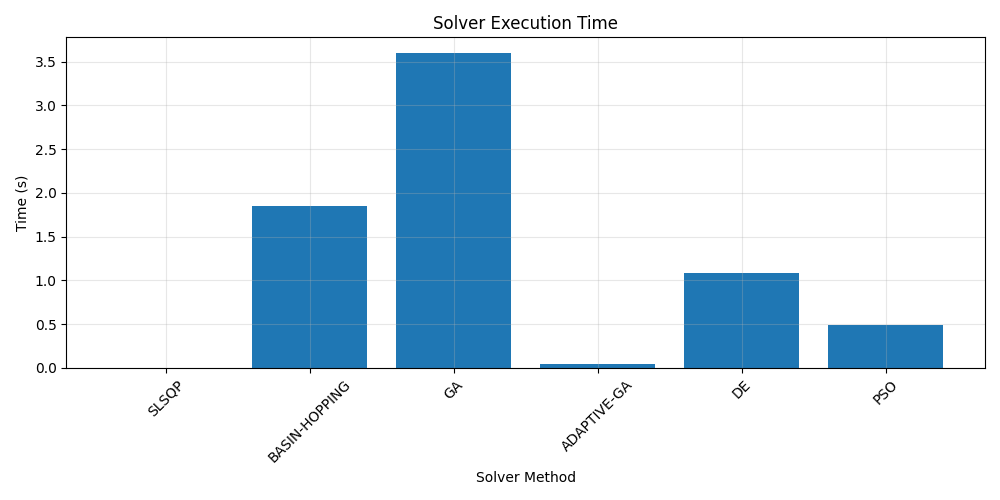 Solver Execution Time
Time (s)
3.5
3.0
2.5
2.0
1.5
1.0
0.5
0.0
SLSQP
BASIN-HOPPING
GA
ADAPTIVE-GA
DE
PSO
Solver Method